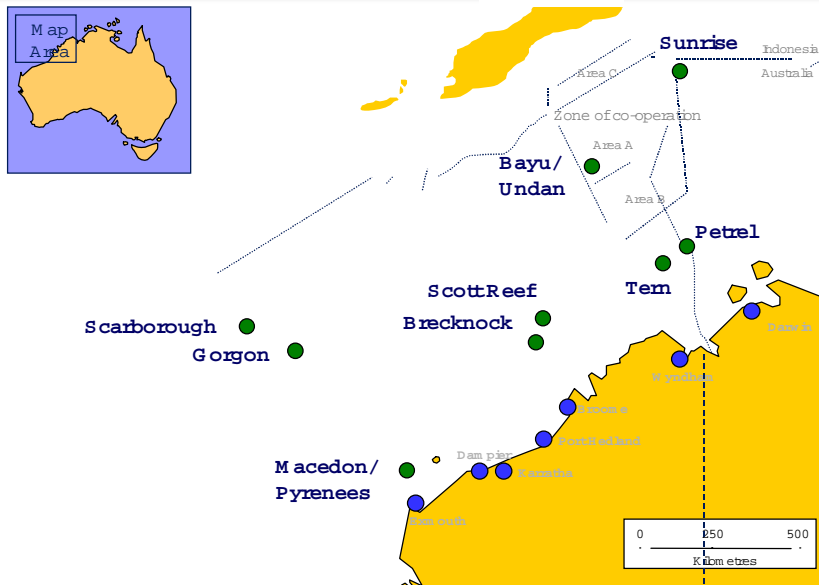 Map
Area
Sunrise
Indonesia
Area C
Australia
Zone of co-operation
Area A
Bayu/
Undan
Area B
Petrel
Tern
Scott Reef
Brecknock
Scarborough
Gorgon
Darwin
Wyndham
Broome
Port Hedland
Dampier
Karratha
Macedon/
Pyrenees
Exmouth
0 250 500
Kilometres